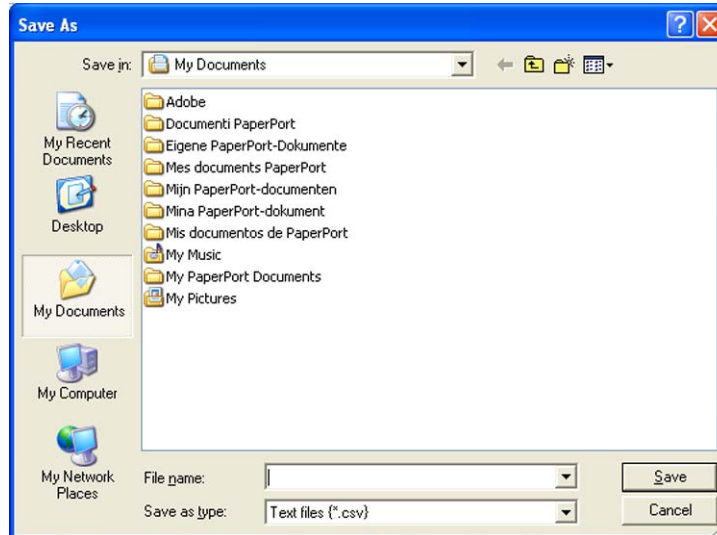 Save As
Save in:
My Documents
My Recent
Documents
Desktop
My Documents
My Computer
My Network
Places
Adobe
Documenti PaperPort
Eigene PaperPort-Dokumente
Mes documents PaperPort
Mijn PaperPort-documenten
Mina PaperPort-dokument
Mis documentos de PaperPort
My Music
My PaperPort Documents
My Pictures
File name:
Save
Save as type:
Text files {*.csv}
Cancel